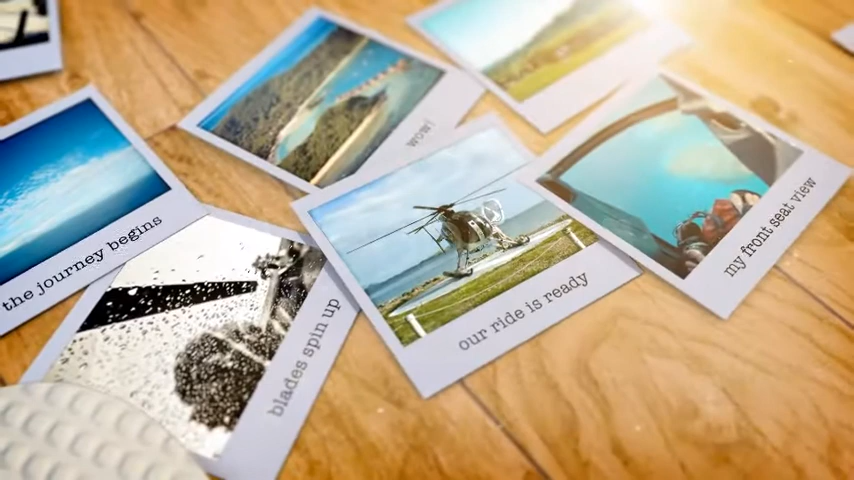 wow!
the journey begins
our ride is ready
my front seat view
blades spin up